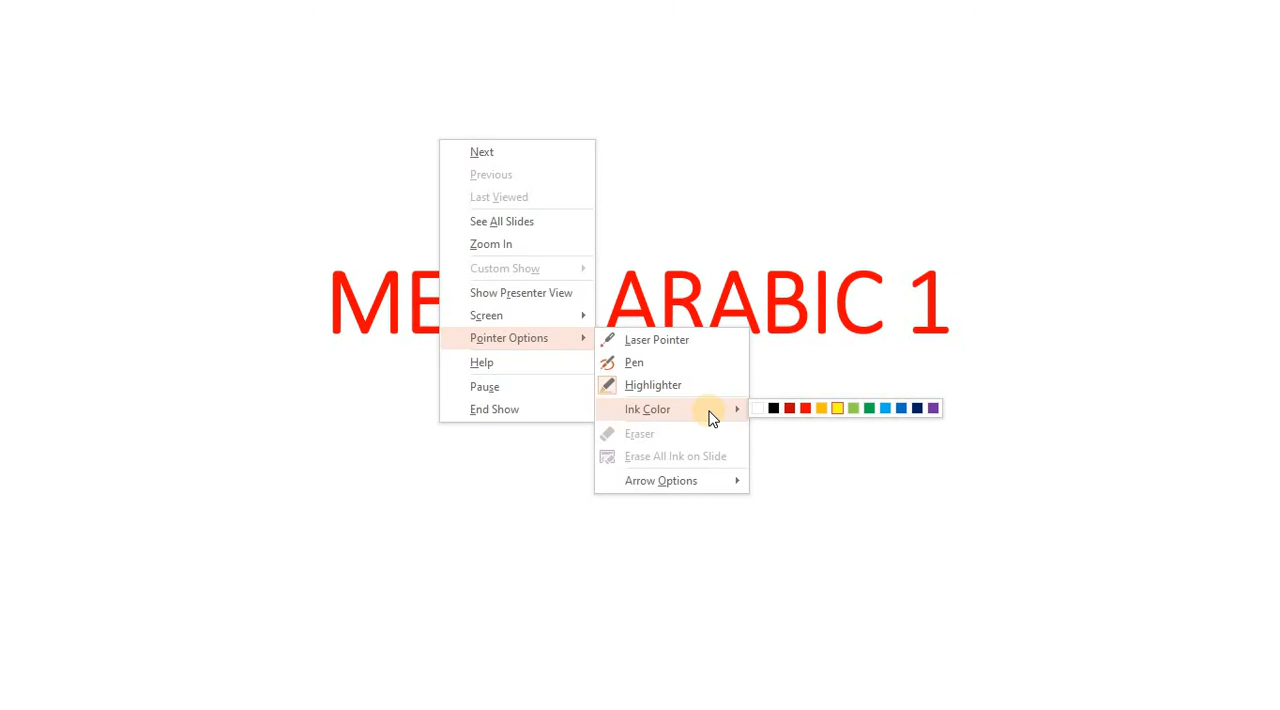 Next
Previous
Last Viewed
See All Slides
Zoom In
Custom Show
Show Presenter View
Screen
Pointer Options
Help
Pause
End Show
ARABIC 1
Laser Pointer
Pen
Highlighter
Ink Color
Eraser
Erase All Ink on Slide
Arrow Options